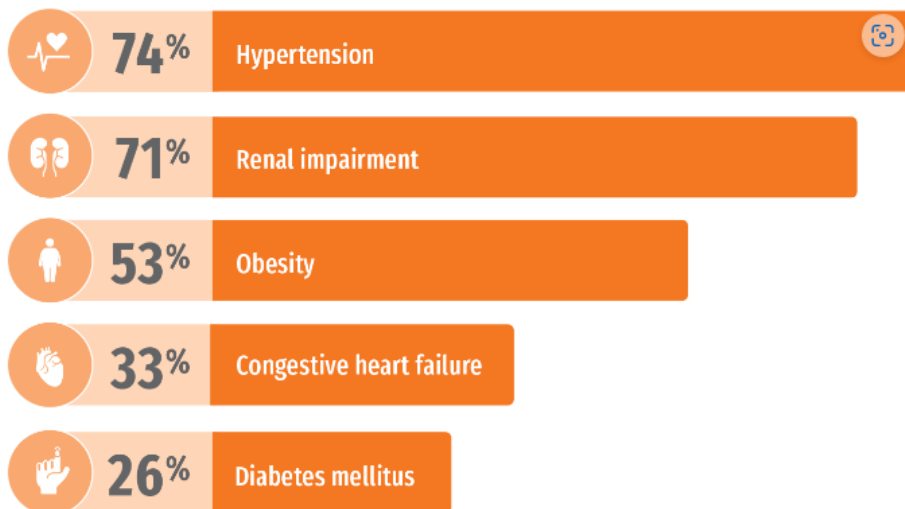 74% Hypertension
71% Renal impairment
53% Obesity
33% Congestive heart failure
26% Diabetes mellitus